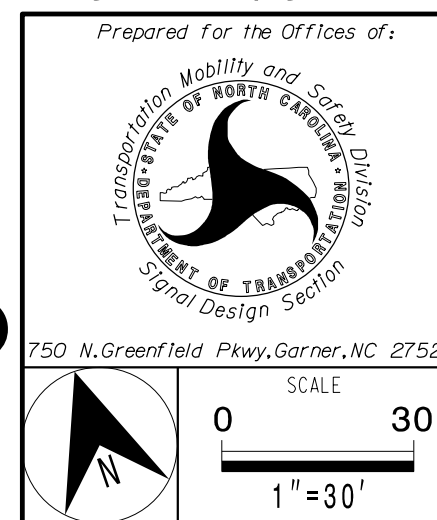 Prepared for the Offices of:
Transportation Mobility and Safety Division
STATE OF NORTH CAROLINA
DEPARTMENT OF TRANSPORTATION
Signal Design Section
750 N.Greenfield Pkwy,Garner,NC 2752
N
SCALE
0 30
1"=30'